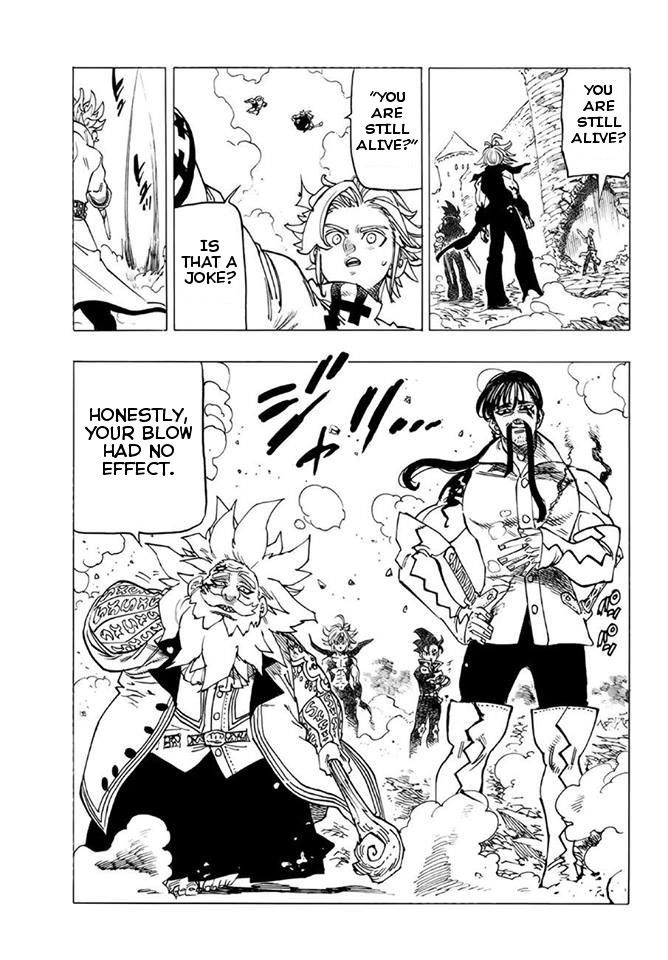 YOU
ARE
STILL
ALIVE?
"YOU
ARE
STILL
ALIVE?"
IS
THAT A
JOKE?
HONESTLY,
YOUR BLOW
HAD NO
EFFECT.
ジャリ…